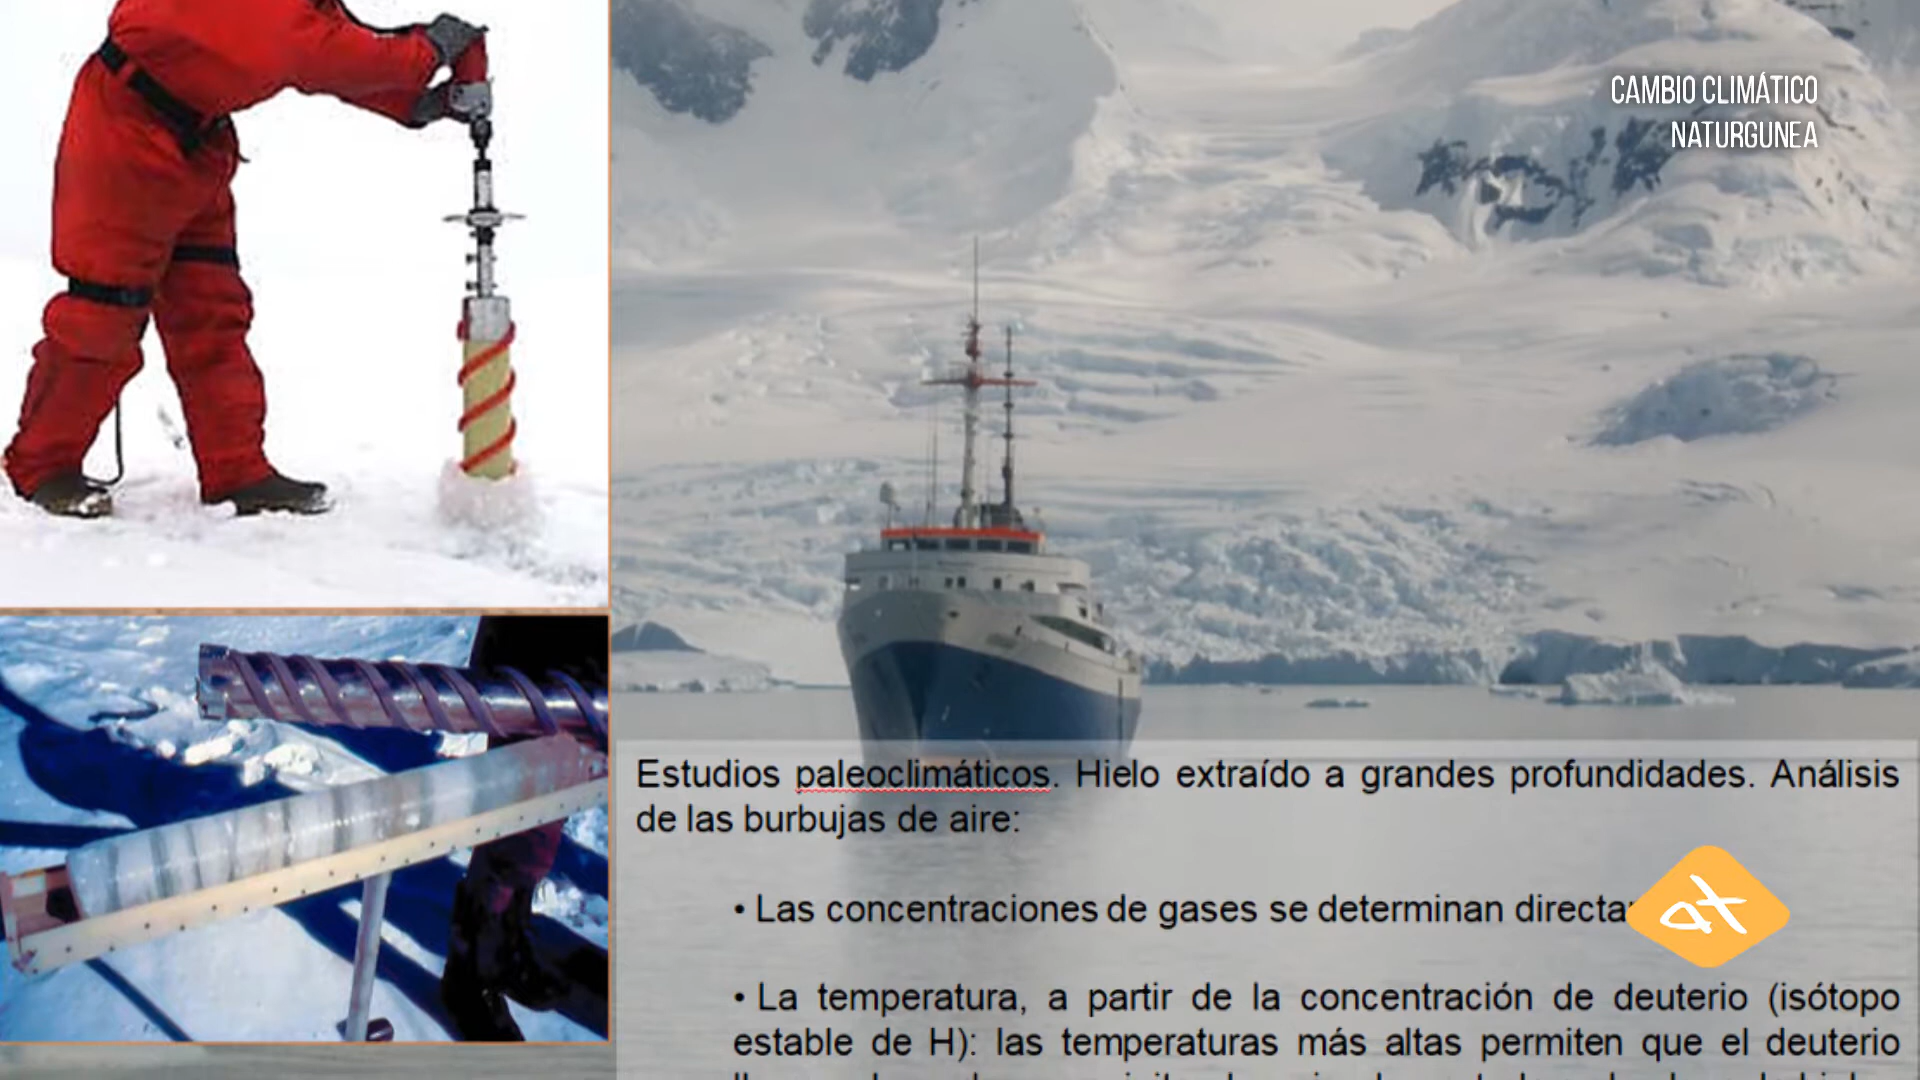 CAMBIO CLIMÁTICO
NATURGUNEA
Estudios paleoclimáticos. Hielo extraído a grandes profundidades. Análisis
de las burbujas de aire:
• Las concentraciones de gases se determinan
• La temperatura, a partir de la concentración de deuterio (isótopo
estable de H): las temperaturas más altas permiten que el deuterio